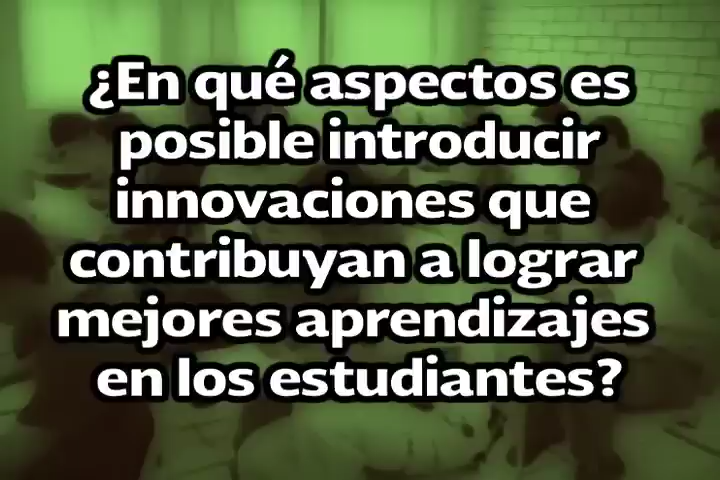 ¿En qué aspectos es
posible introducir
innovaciones que
contribuyan a lograr
mejores aprendizajes
en los estudiantes?